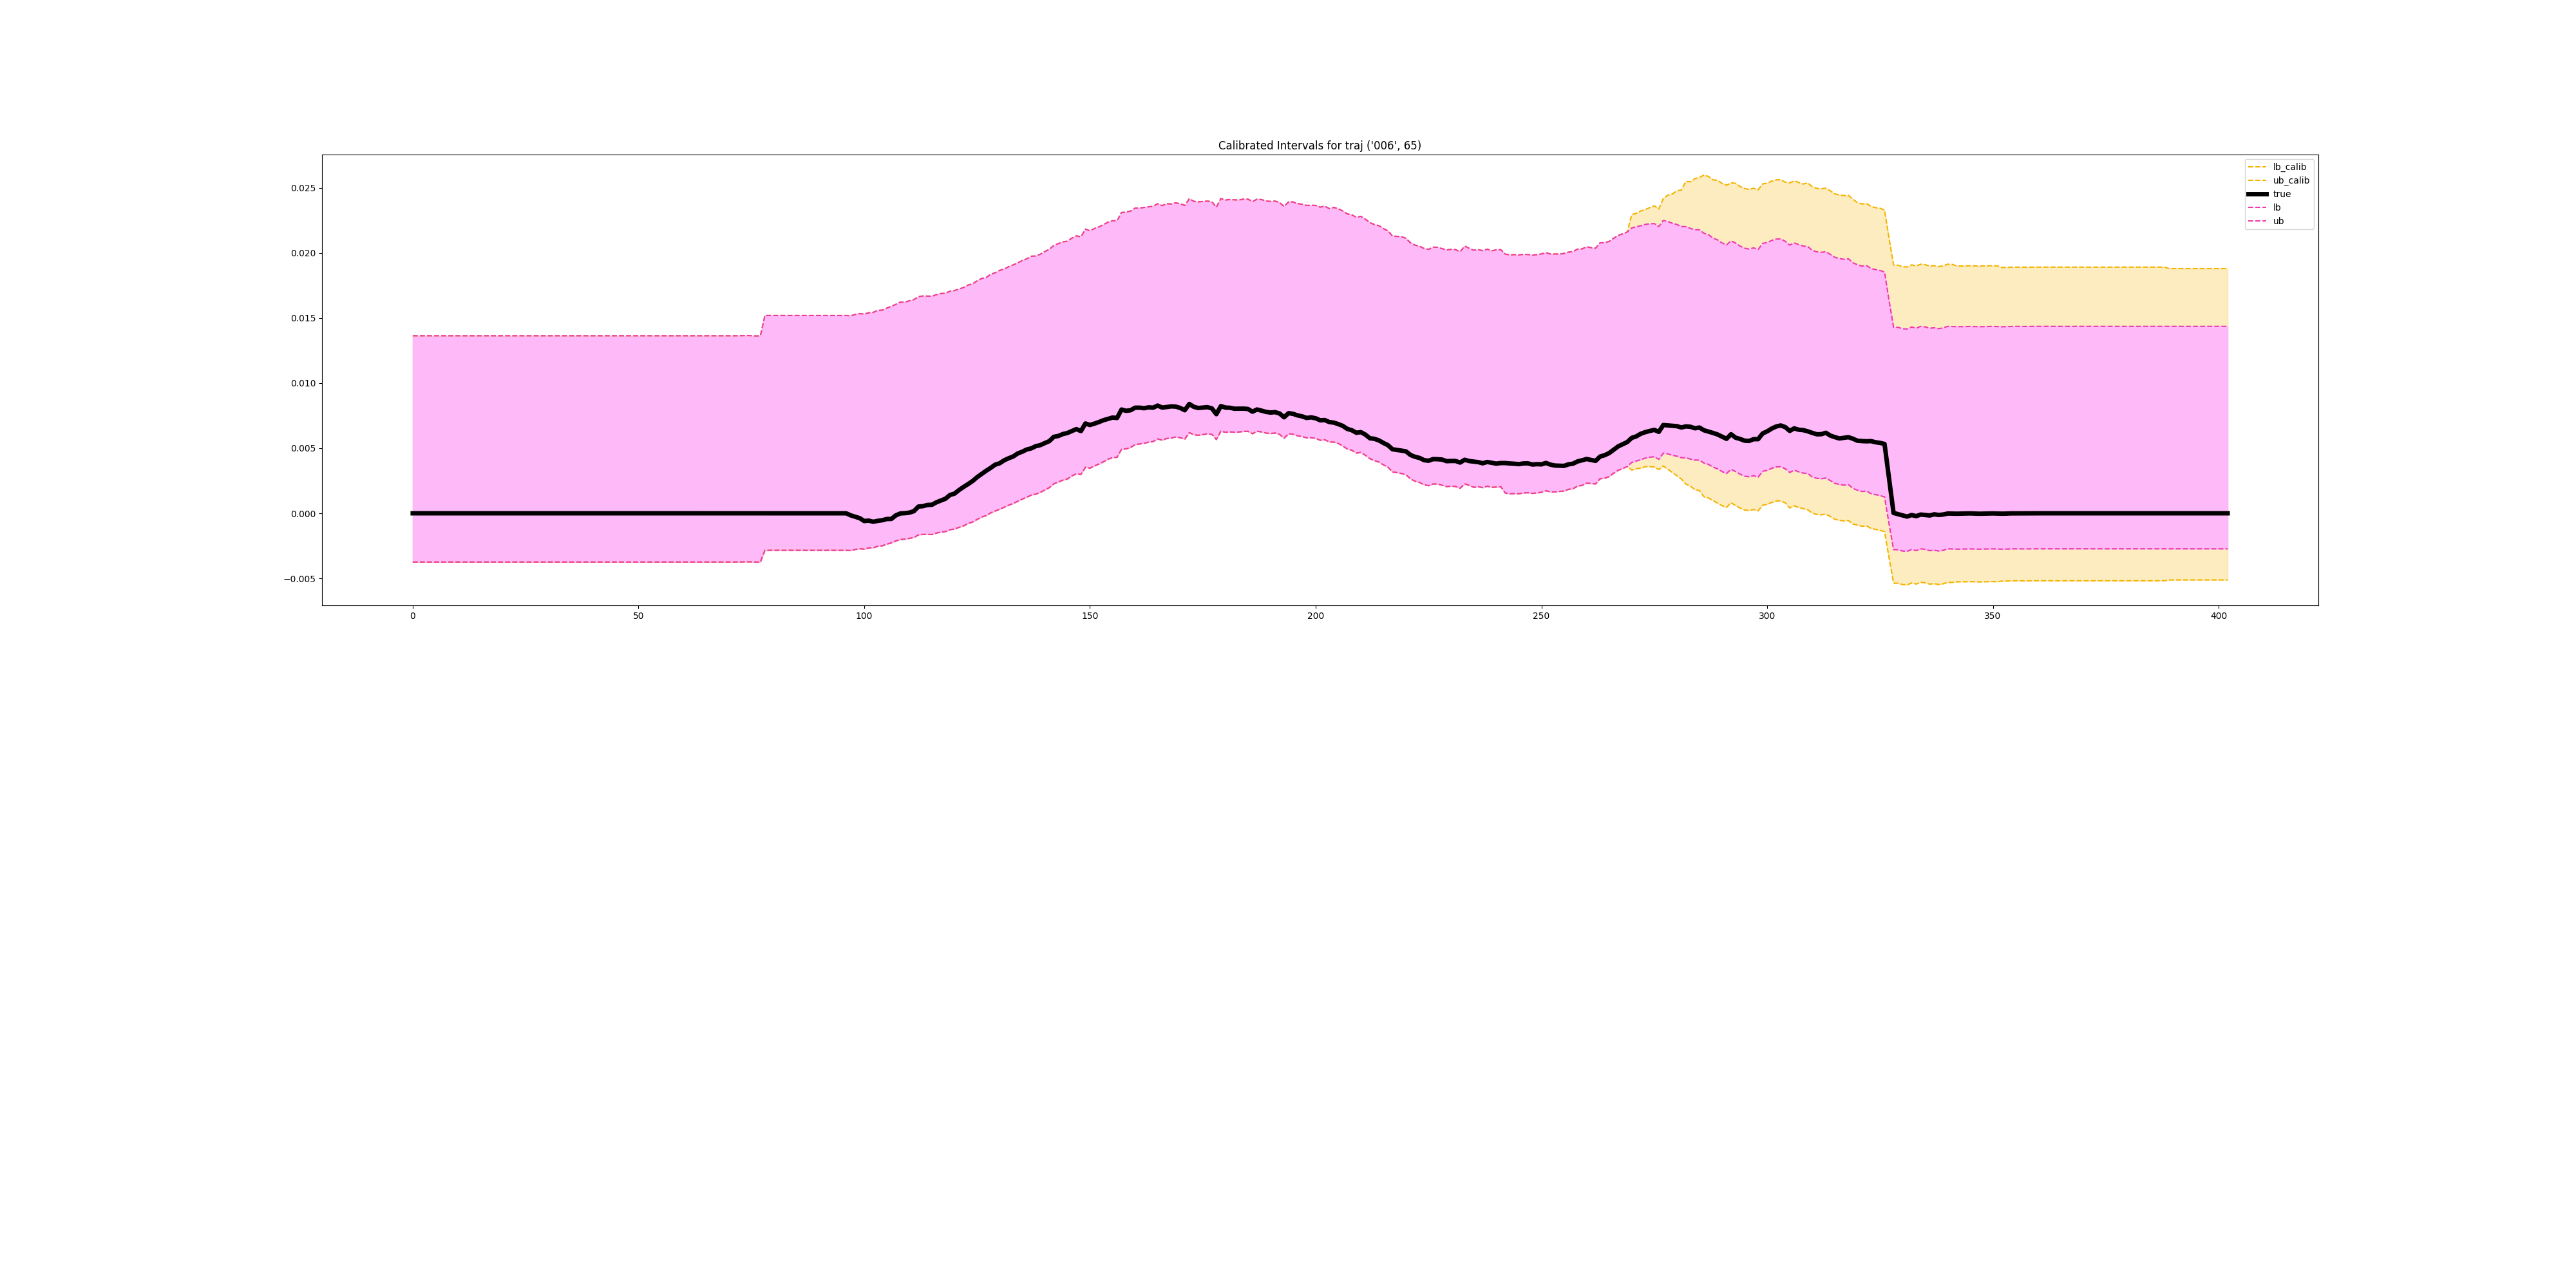 Calibrated Intervals for traj ('006', 65)
lb_calib
ub_calib
true
lb
ub
0.025
0.020
0.015
0.010
0.005
0.000
−0.005
0 50 100 150 200 250 300 350 400